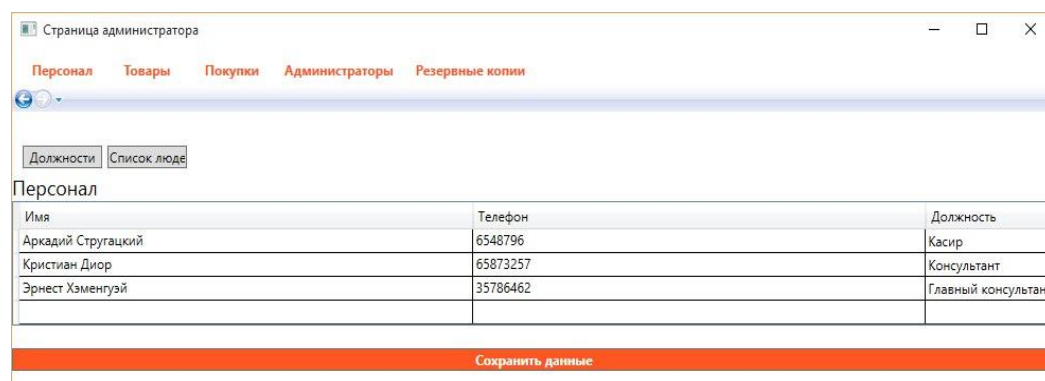 Страница администратора
Персонал Товары Покупки Администраторы Резервные копии
Должности Список люде
Персонал
Имя Телефон Должность
Аркадий Стругацкий 6548796 Касир
Кристиан Диор 65873257 Консультант
Эрнест Хэменгуэй 35786462 Главный консультан
Сохранить данные